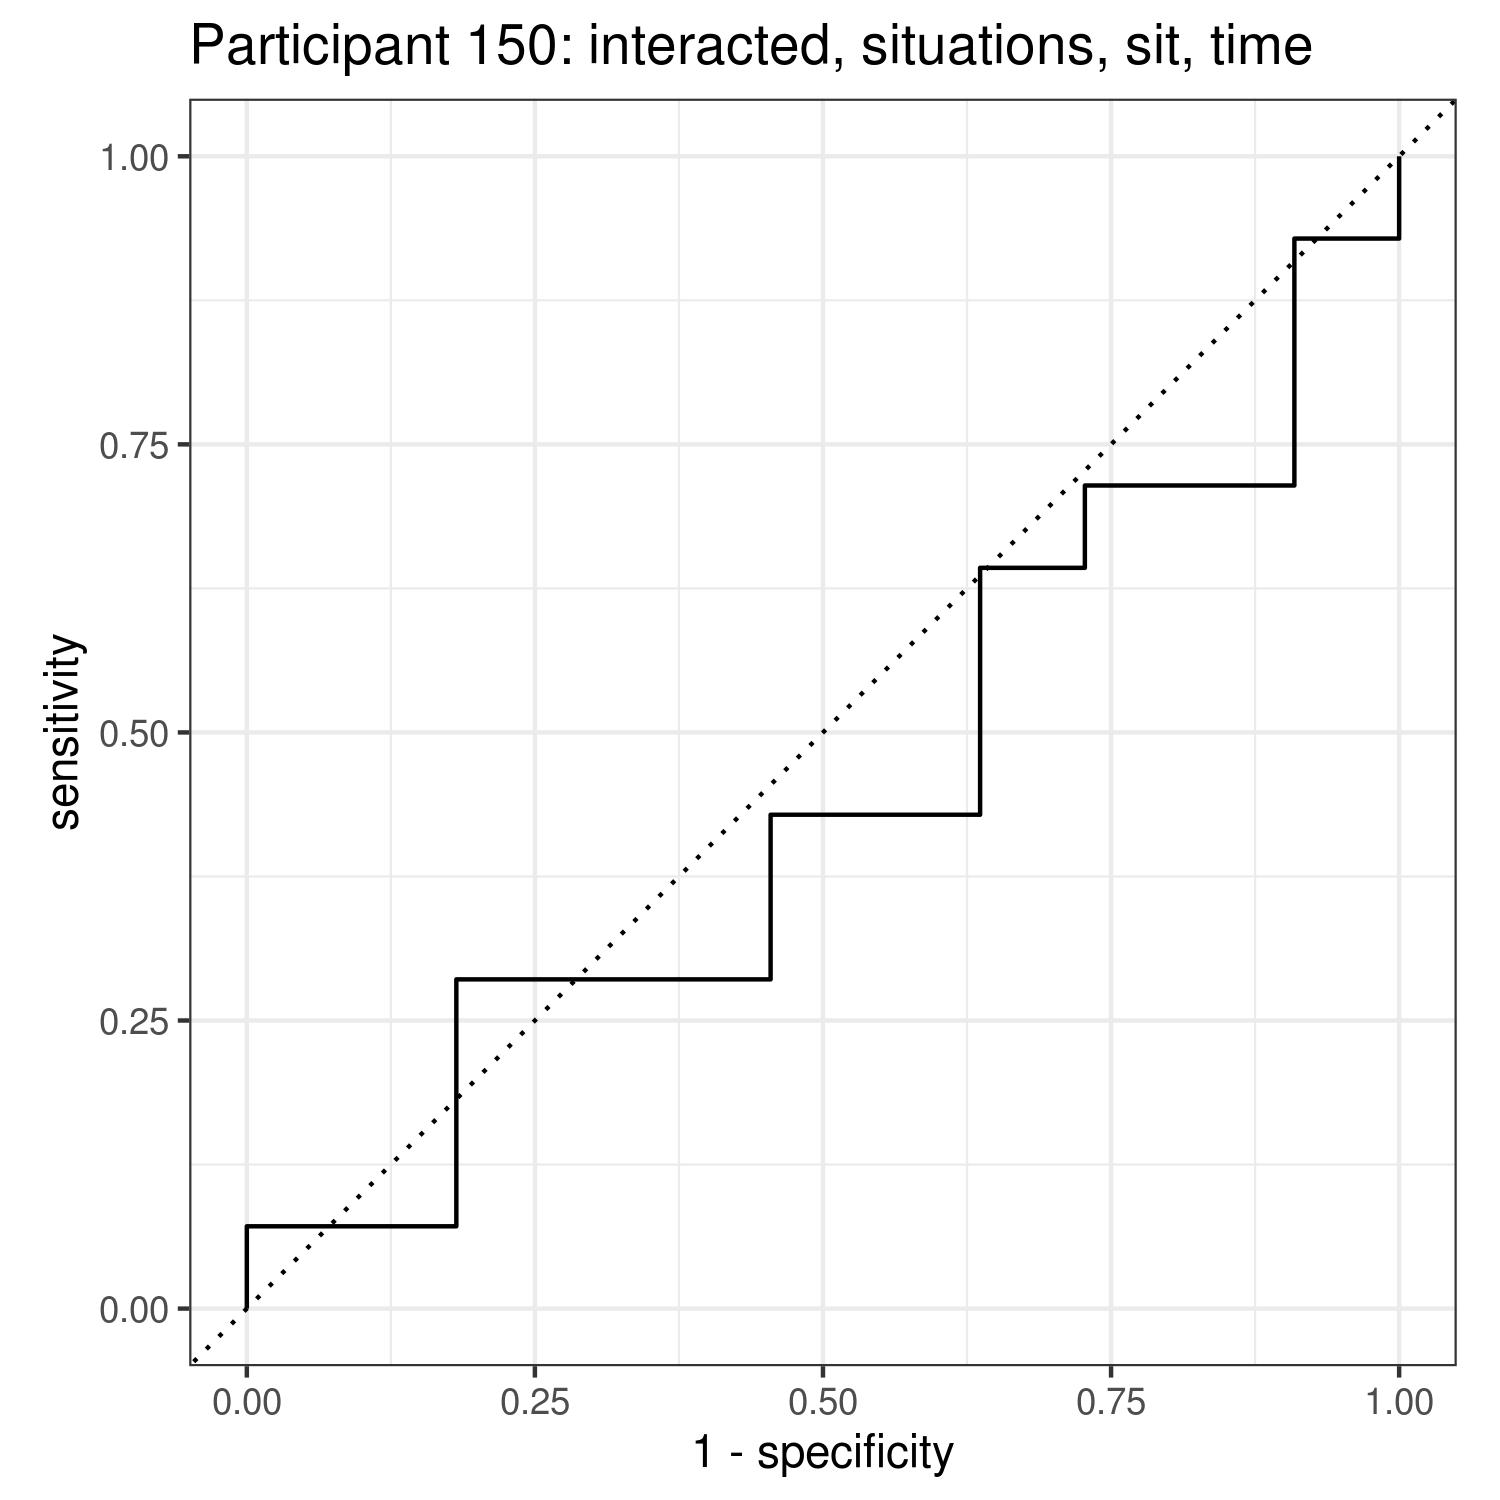 Participant 150: interacted, situations, sit, time
1.00
0.75
0.50
0.25
0.00
sensitivity
0.00 0.25 0.50 0.75 1.00
1 - specificity